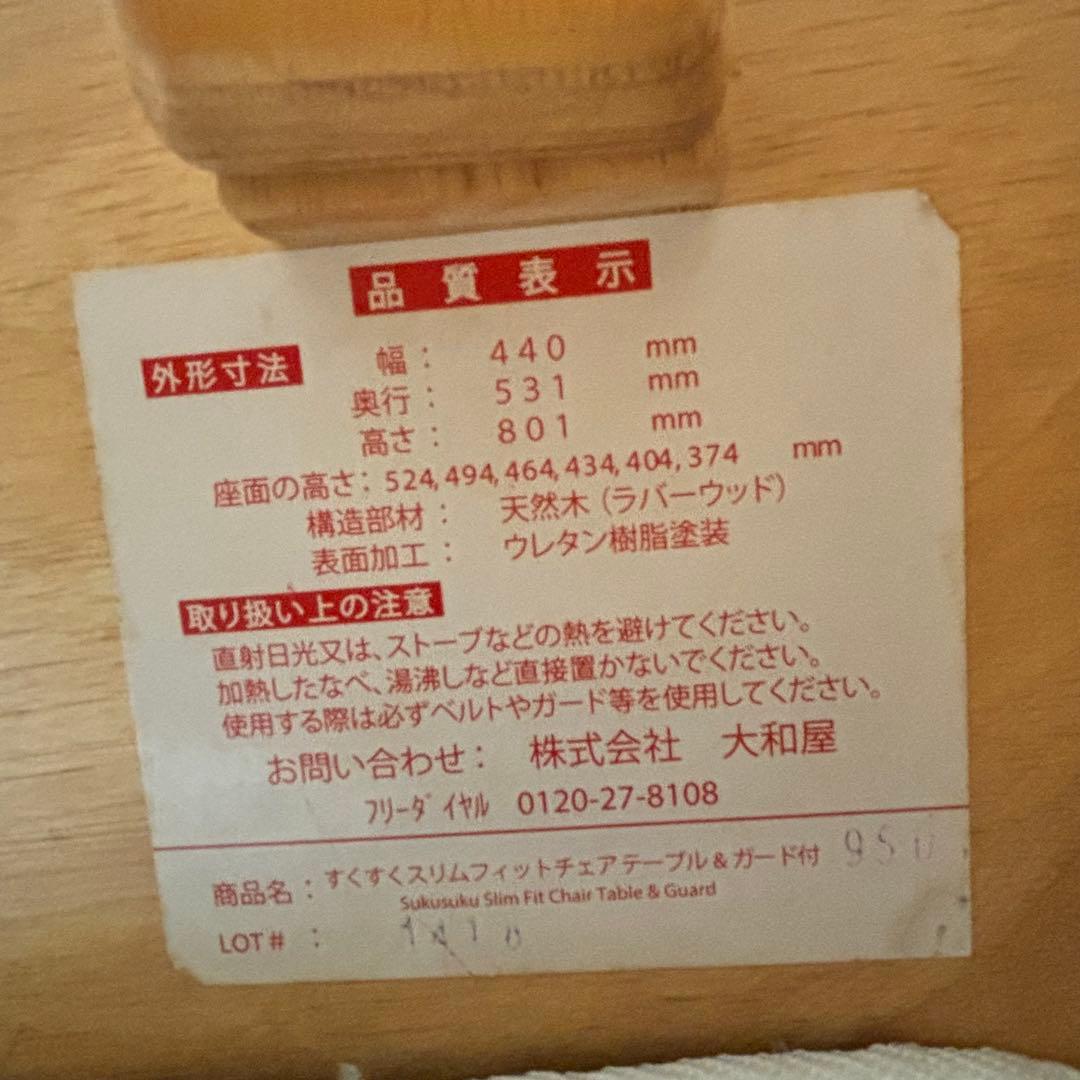 品質表示
外形寸法
幅： 440 mm
奥行： 531 mm
高さ： 801 mm
座面の高さ： 524,494,464,434,404,374 mm
構造部材： 天然木（ラバーウッド）
表面加工： ウレタン樹脂塗装
取り扱い上の注意
直射日光又は、ストーブなどの熱を避けてください。
加熱したなべ、湯沸しなど直接置かないでください。
使用する際は必ずベルトやガード等を使用してください。
お問い合わせ： 株式会社 大和屋
ﾌﾘｰﾀﾞｲﾔﾙ 0120-27-8108
商品名： すくすくスリムフィットチェア テーブル＆ガード付
Sukusuku Slim Fit Chair Table & Guard
LOT#：